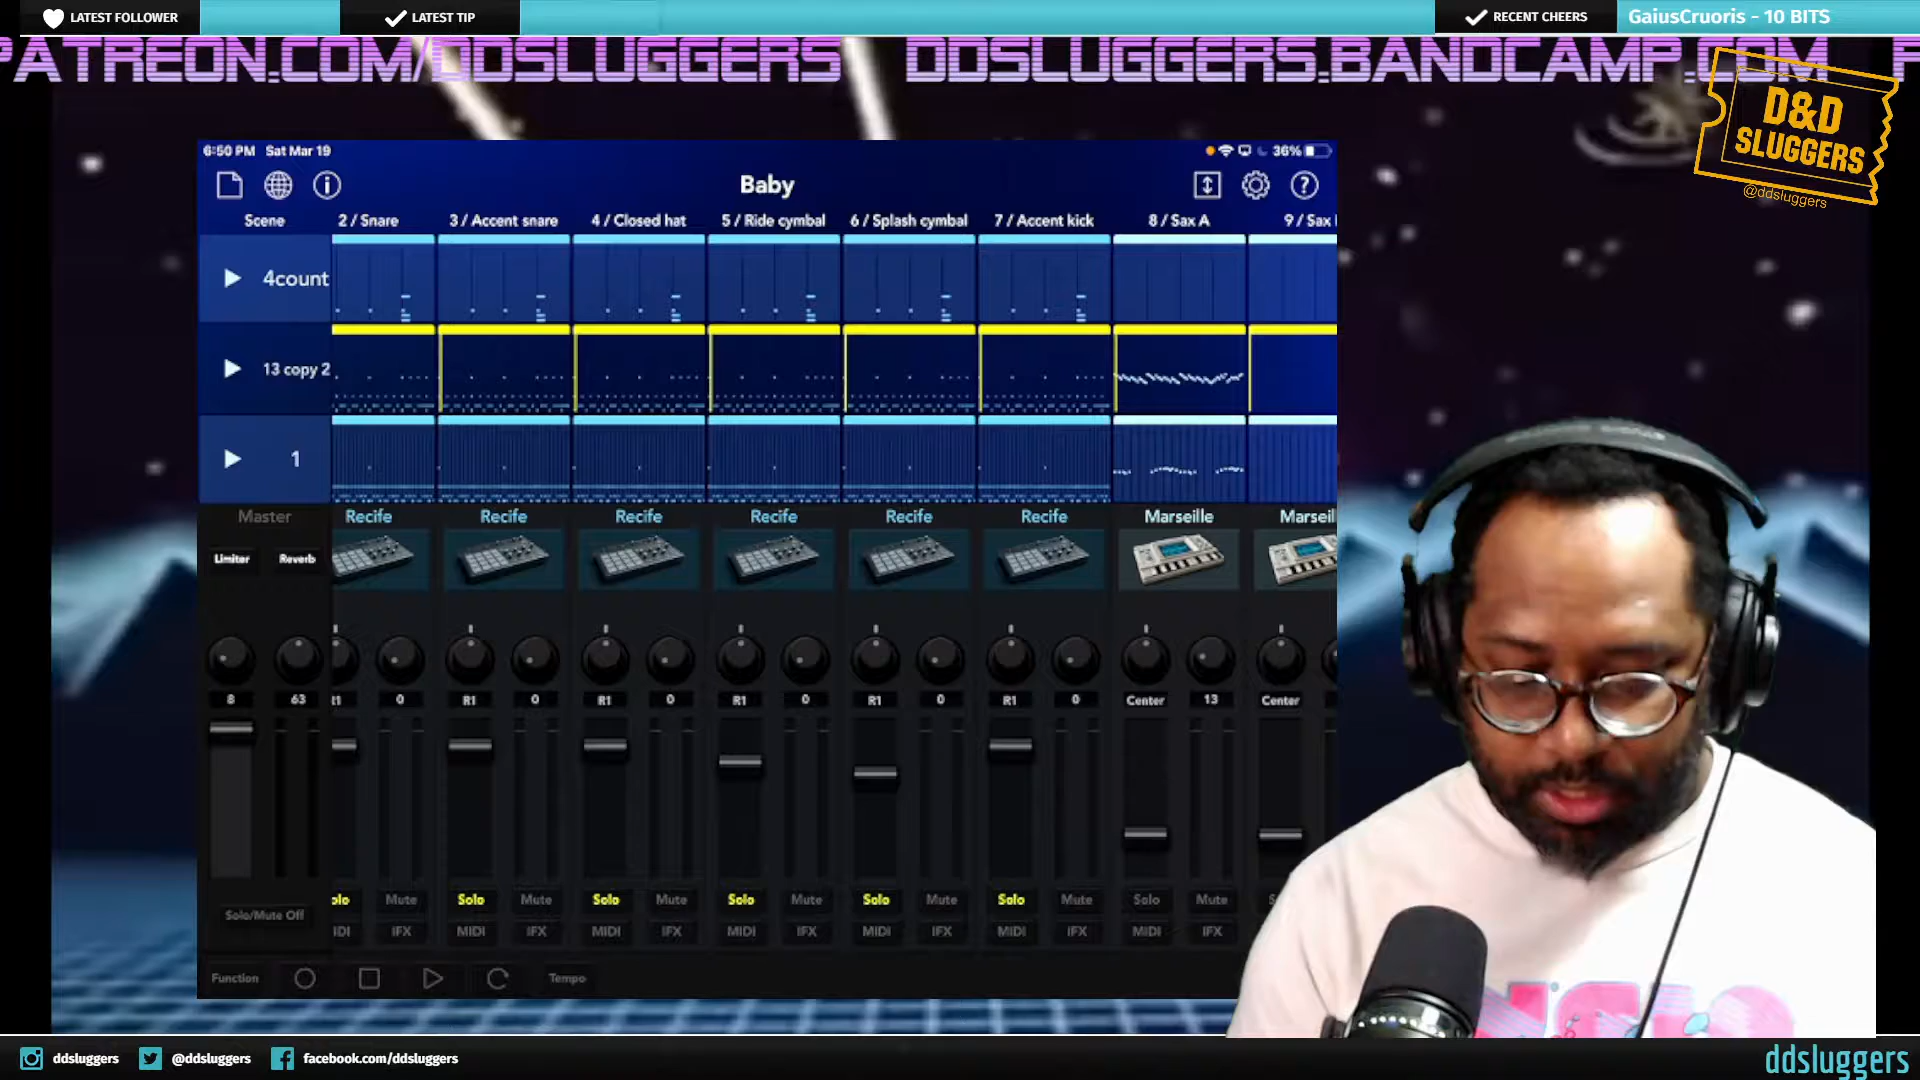 LATEST FOLLOWER
LATEST TIP
RECENT CHEERS
GaiusCruoris - 10 BITS
PATREON.COM/DDSLUGGERS DDSLUGGERS.BANDCAMP.COM
D&D
SLUGGERS
@ddsluggers
6:50 PM Sat Mar 19
36%
Baby
Scene 2 / Snare 3 / Accent snare 4 / Closed hat 5 / Ride cymbal 6 / Splash cymbal 7 / Accent kick 8 / Sax A 9 / Sax
4count
13 copy 2
1
Master Recife Recife Recife Recife Recife Recife Marseille Marseil
Limiter Reverb
8 63 R1 0 R1 0 R1 0 R1 0 R1 0 R1 0 Center 13 Center
olo Mute Solo Mute Solo Mute Solo Mute Solo Mute Solo Mute Solo Mute S
Solo/Mute Off
IDI IFX MIDI IFX MIDI IFX MIDI IFX MIDI IFX MIDI IFX MIDI IFX
Function Tempo
ddsluggers @ddsluggers facebook.com/ddsluggers
ddsluggers